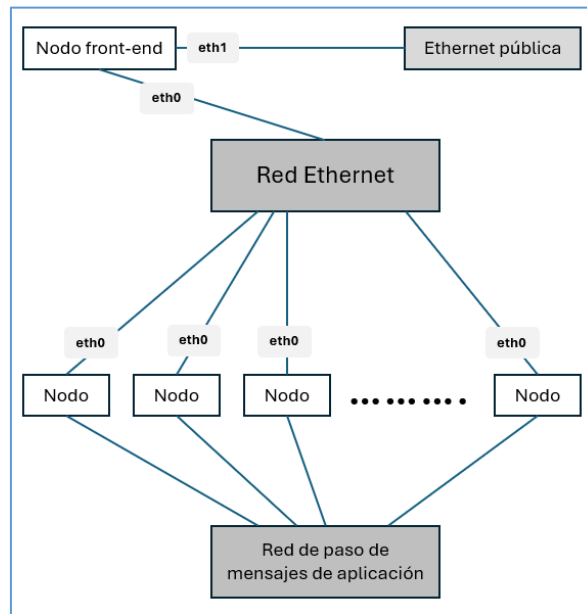 Nodo front-end
eth1
Ethernet pública
eth0
Red Ethernet
eth0
eth0
eth0
eth0
Nodo
Nodo
Nodo
Nodo
Red de paso de
mensajes de aplicación